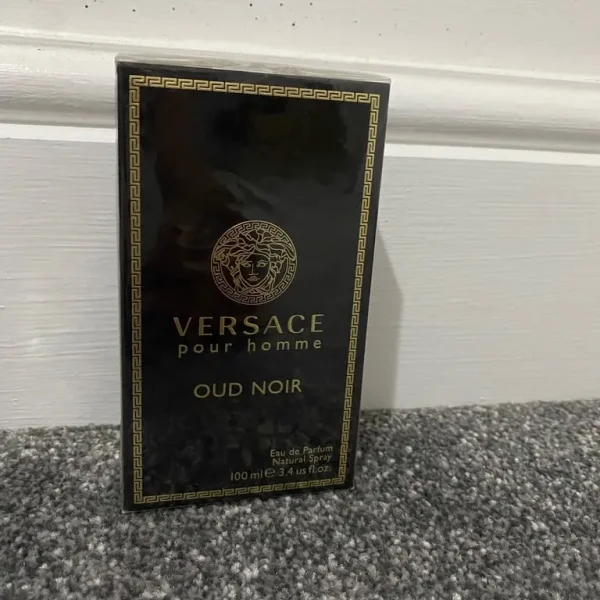 VERSACE
pour homme
OUD NOIR
Eau de Parfum
Natural Spray
100 ml ℮ 3.4 us fl.oz.